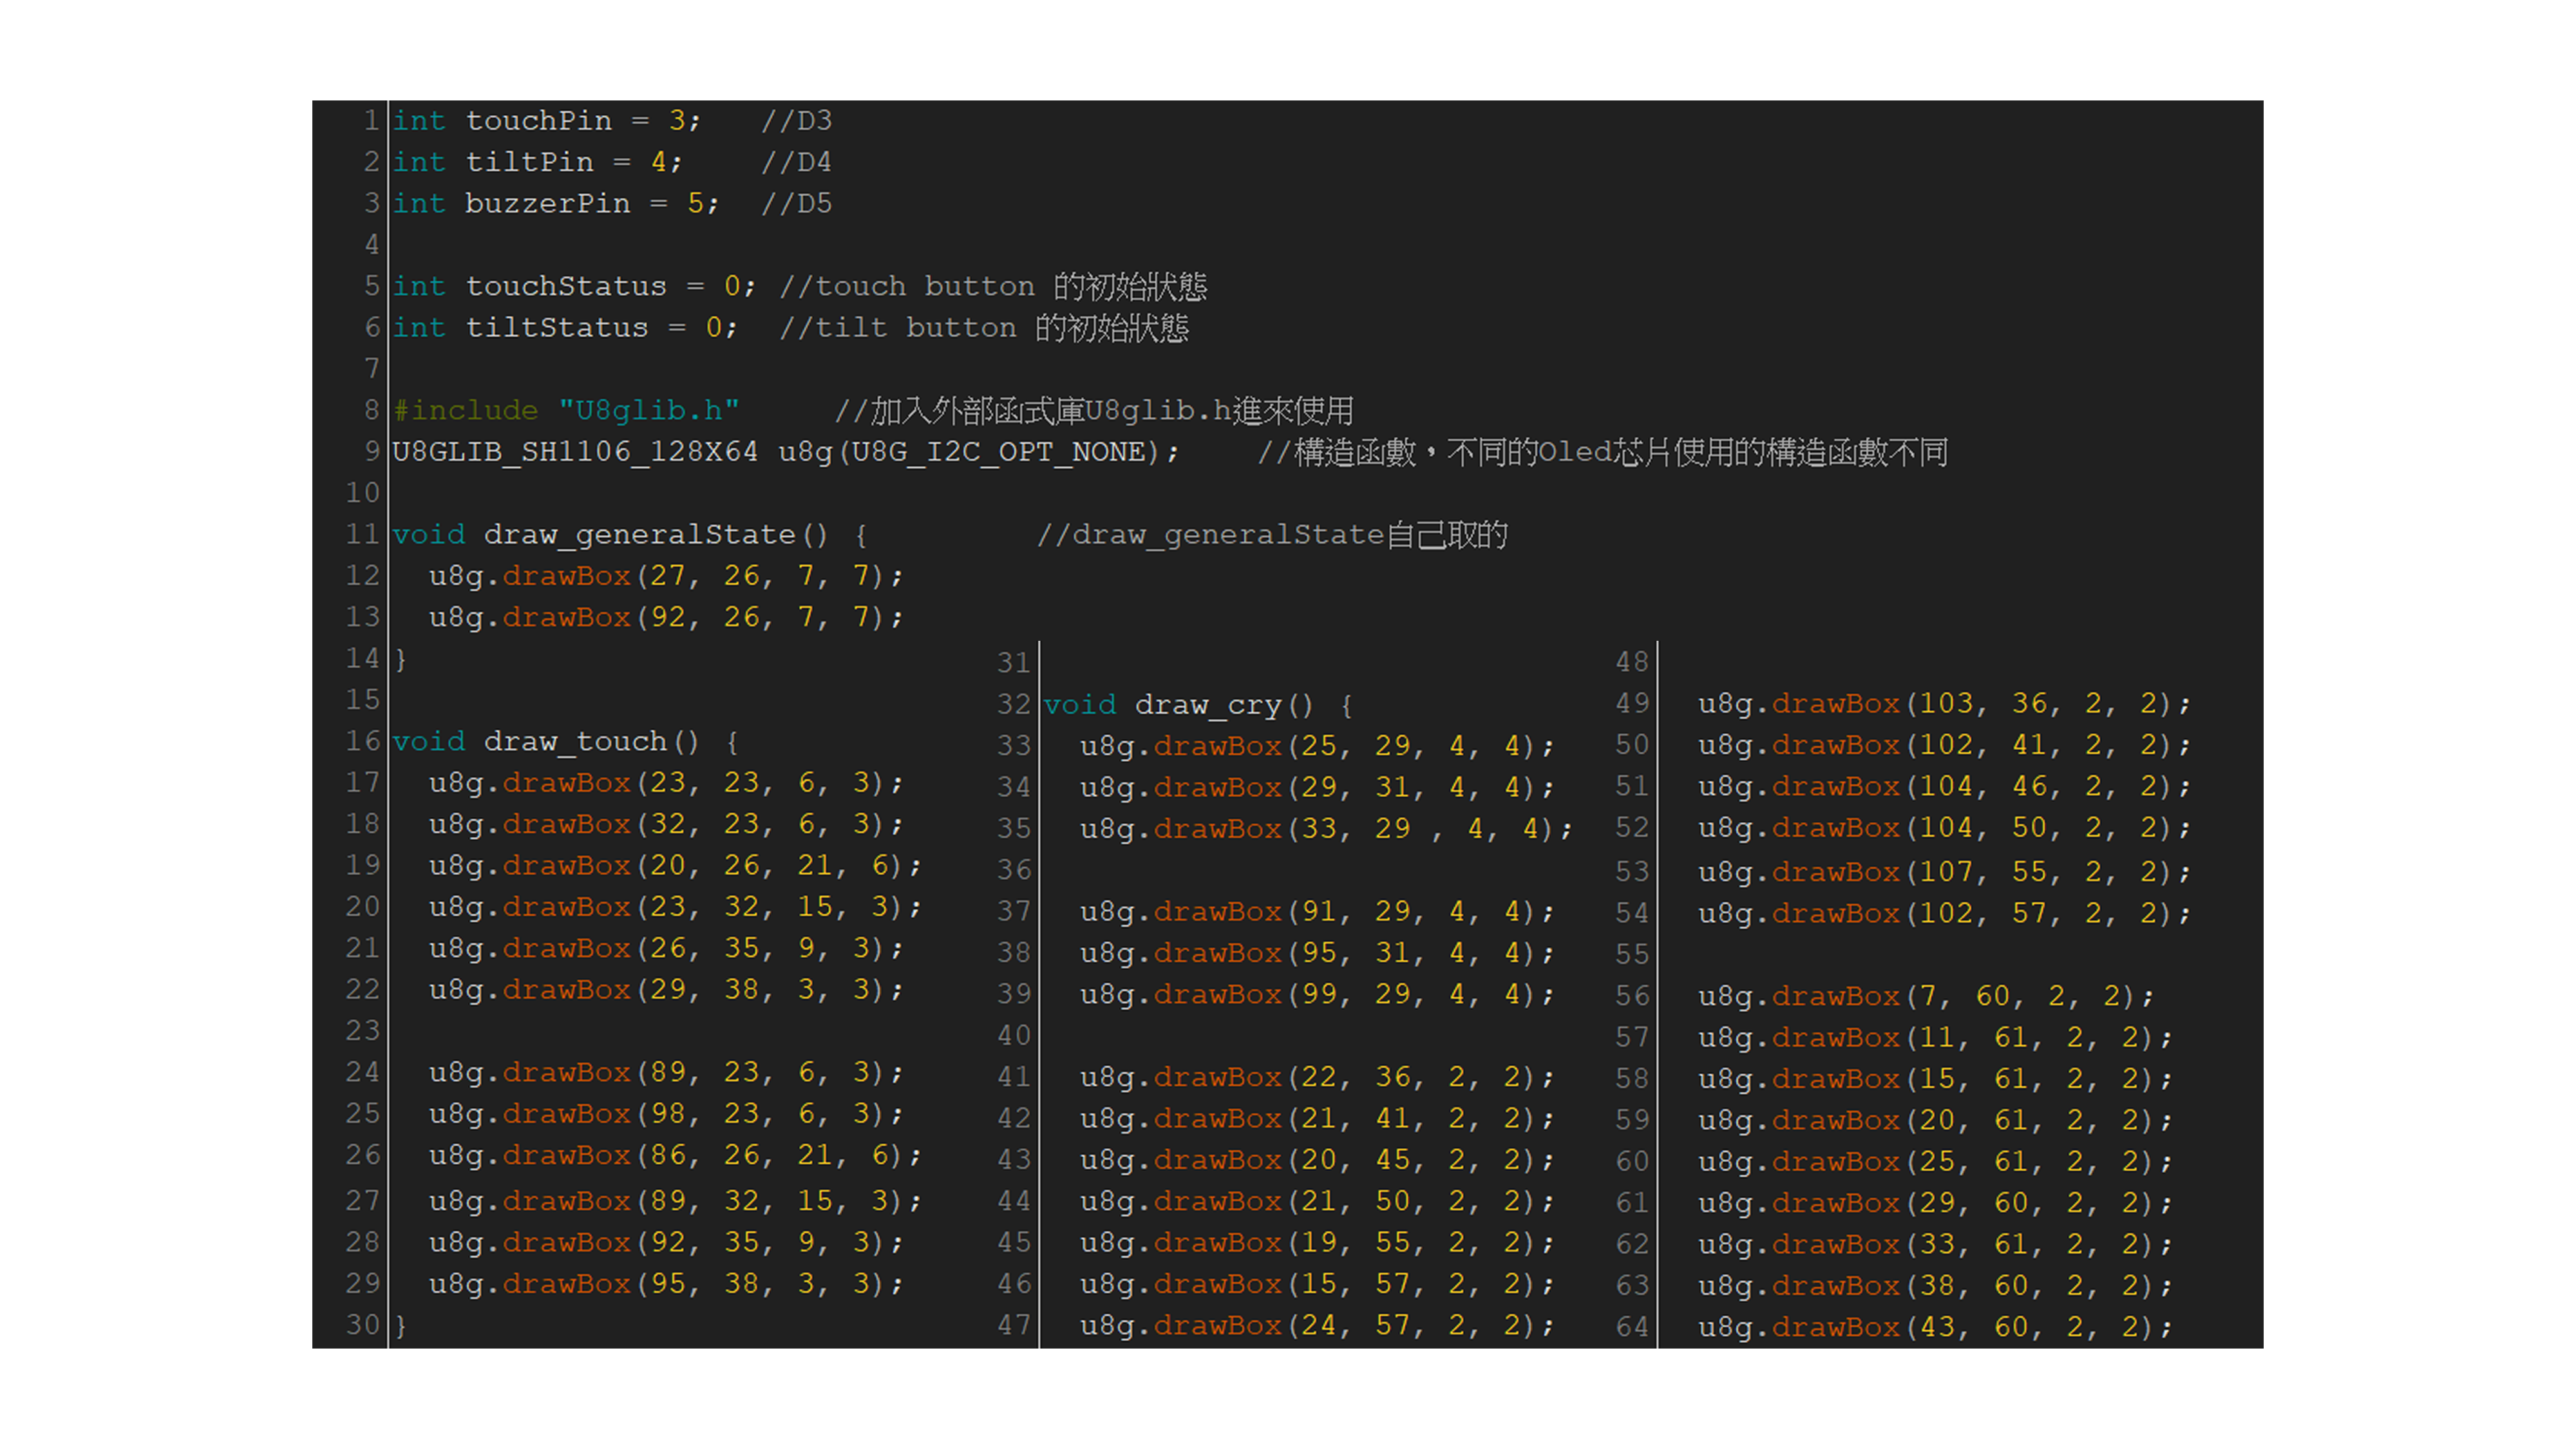 1 int touchPin = 3;   //D3
2 int tiltPin = 4;    //D4
3 int buzzerPin = 5;  //D5
4
5 int touchStatus = 0; //touch button 的初始狀態
6 int tiltStatus = 0;  //tilt button 的初始狀態
7
8 #include "U8glib.h"     //加入外部函式庫U8glib.h進來使用
9 U8GLIB_SH1106_128X64 u8g(U8G_I2C_OPT_NONE);    //構造函數，不同的Oled芯片使用的構造函數不同
10
11 void draw_generalState() {         //draw_generalState自己取的
12   u8g.drawBox(27, 26, 7, 7);
13   u8g.drawBox(92, 26, 7, 7);
14 }
15
16 void draw_touch() {
17   u8g.drawBox(23, 23, 6, 3);
18   u8g.drawBox(32, 23, 6, 3);
19   u8g.drawBox(20, 26, 21, 6);
20   u8g.drawBox(23, 32, 15, 3);
21   u8g.drawBox(26, 35, 9, 3);
22   u8g.drawBox(29, 38, 3, 3);
23
24   u8g.drawBox(89, 23, 6, 3);
25   u8g.drawBox(98, 23, 6, 3);
26   u8g.drawBox(86, 26, 21, 6);
27   u8g.drawBox(89, 32, 15, 3);
28   u8g.drawBox(92, 35, 9, 3);
29   u8g.drawBox(95, 38, 3, 3);
30 }
31
32 void draw_cry() {
33   u8g.drawBox(25, 29, 4, 4);
34   u8g.drawBox(29, 31, 4, 4);
35   u8g.drawBox(33, 29 , 4, 4);
36
37   u8g.drawBox(91, 29, 4, 4);
38   u8g.drawBox(95, 31, 4, 4);
39   u8g.drawBox(99, 29, 4, 4);
40
41   u8g.drawBox(22, 36, 2, 2);
42   u8g.drawBox(21, 41, 2, 2);
43   u8g.drawBox(20, 45, 2, 2);
44   u8g.drawBox(21, 50, 2, 2);
45   u8g.drawBox(19, 55, 2, 2);
46   u8g.drawBox(15, 57, 2, 2);
47   u8g.drawBox(24, 57, 2, 2);
48
49   u8g.drawBox(103, 36, 2, 2);
50   u8g.drawBox(102, 41, 2, 2);
51   u8g.drawBox(104, 46, 2, 2);
52   u8g.drawBox(104, 50, 2, 2);
53   u8g.drawBox(107, 55, 2, 2);
54   u8g.drawBox(102, 57, 2, 2);
55
56   u8g.drawBox(7, 60, 2, 2);
57   u8g.drawBox(11, 61, 2, 2);
58   u8g.drawBox(15, 61, 2, 2);
59   u8g.drawBox(20, 61, 2, 2);
60   u8g.drawBox(25, 61, 2, 2);
61   u8g.drawBox(29, 60, 2, 2);
62   u8g.drawBox(33, 61, 2, 2);
63   u8g.drawBox(38, 60, 2, 2);
64   u8g.drawBox(43, 60, 2, 2);